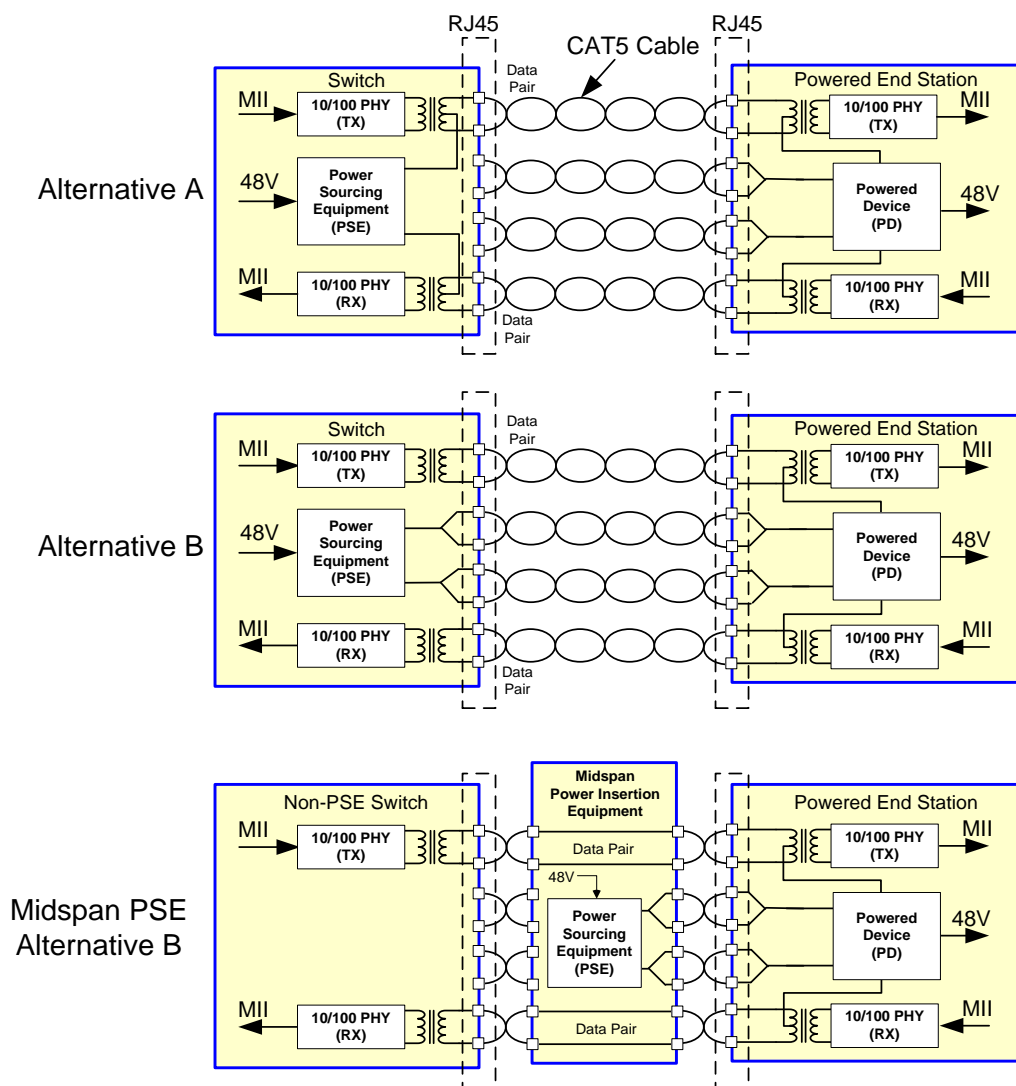 RJ45
RJ45
CAT5 Cable
Alternative A
Switch
MII
10/100 PHY
(TX)
48V
Power
Sourcing
Equipment
(PSE)
MII
10/100 PHY
(RX)
Data
Pair
Data
Pair
Powered End Station
10/100 PHY
(TX)
MII
Powered
Device
(PD)
48V
10/100 PHY
(RX)
MII
Alternative B
Switch
MII
10/100 PHY
(TX)
48V
Power
Sourcing
Equipment
(PSE)
MII
10/100 PHY
(RX)
Data
Pair
Data
Pair
Powered End Station
10/100 PHY
(TX)
MII
Powered
Device
(PD)
48V
10/100 PHY
(RX)
MII
Midspan PSE
Alternative B
Non-PSE Switch
MII
10/100 PHY
(TX)
MII
10/100 PHY
(RX)
Midspan
Power Insertion
Equipment
Data Pair
48V
Power
Sourcing
Equipment
(PSE)
Data Pair
Powered End Station
10/100 PHY
(TX)
MII
Powered
Device
(PD)
48V
10/100 PHY
(RX)
MII